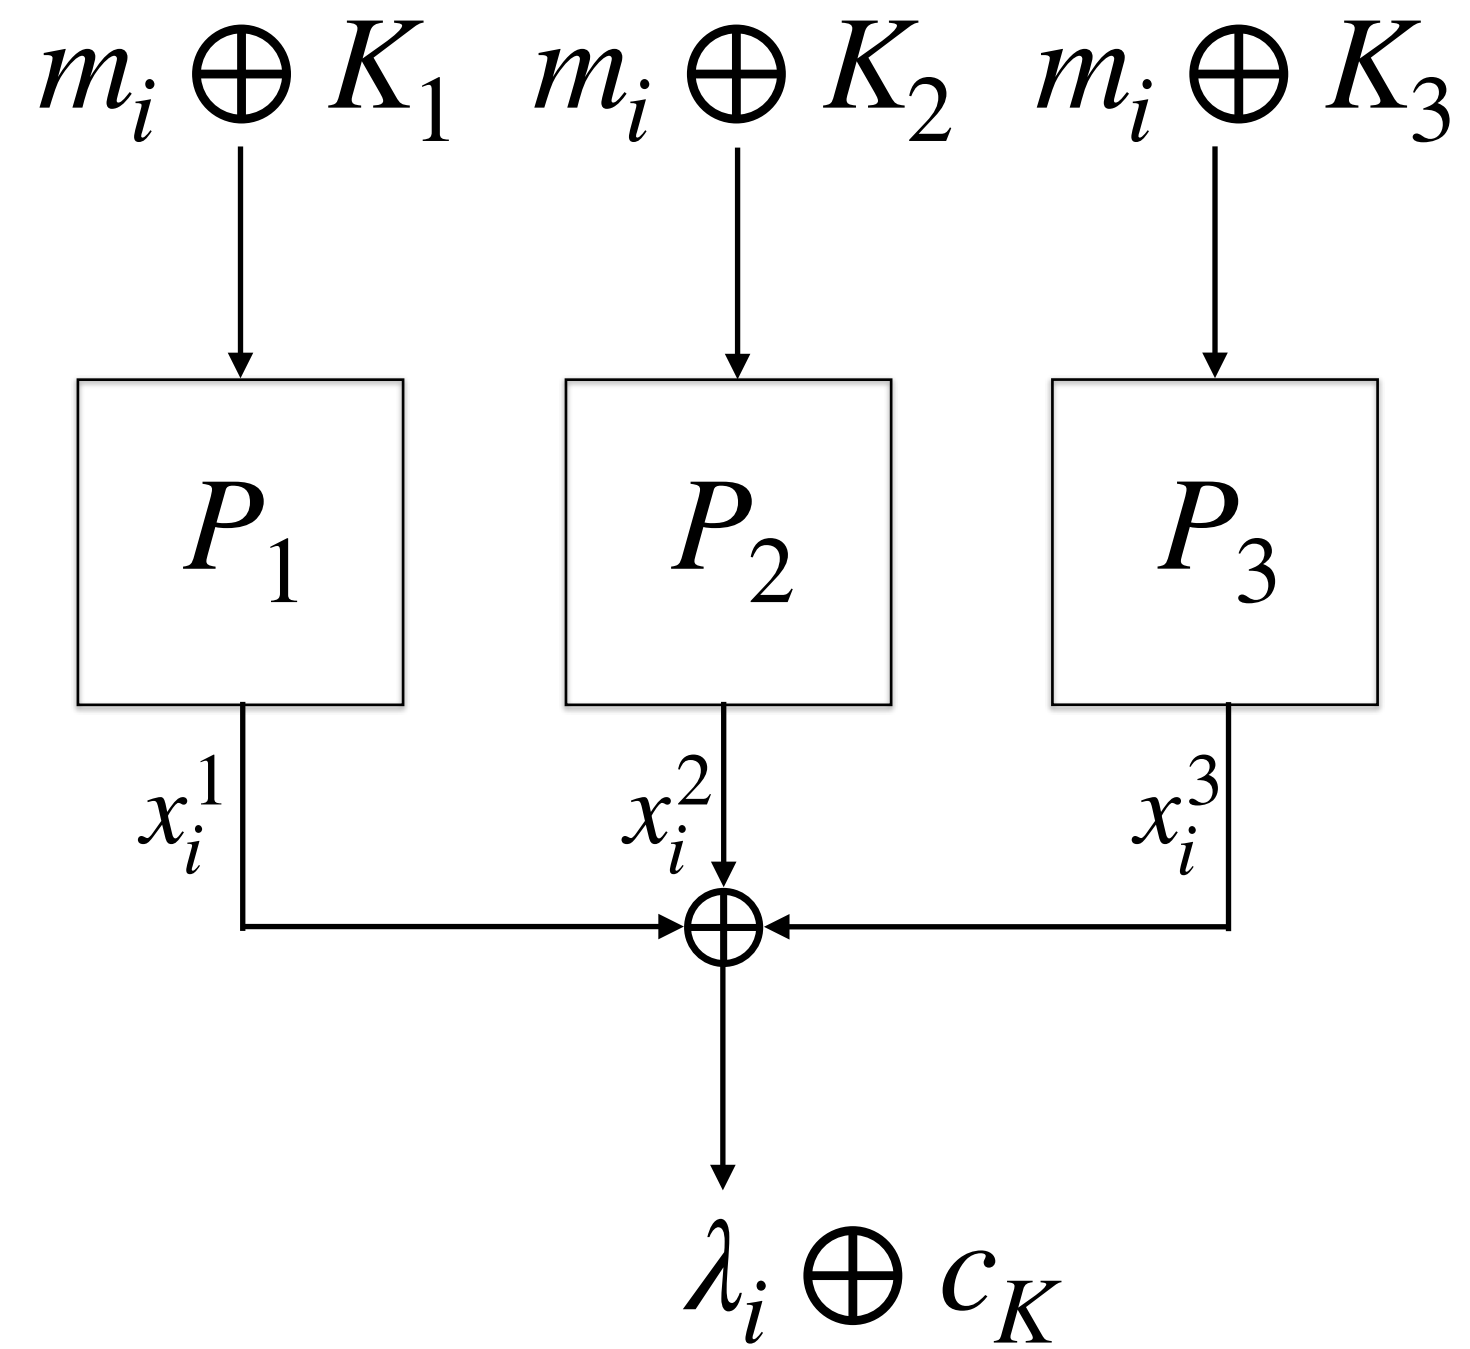 m_i ⊕ K_1 m_i ⊕ K_2 m_i ⊕ K_3
P_1 P_2 P_3
x_i^1 x_i^2 x_i^3
λ_i ⊕ c_K